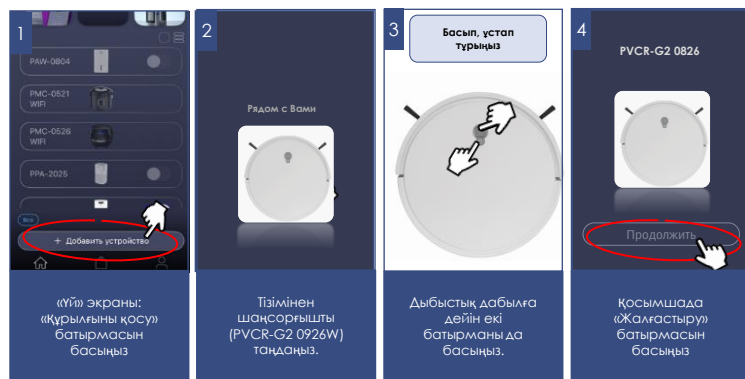 1
PAW-0804
PMC-0521
WIFI
PMC-0526
WIFI
PPA-2025
Все
+ Добавить устройство
«Үй» экраны:
«Құрылғыны қосу»
батырмасын
басыңыз
2
Рядом с Вами
Тізімінен
шаңсорғышты
(PVCR-G2 0926W)
таңдаңыз.
3
Басып, ұстап
тұрыңыз
Дыбыстық дабылға
дейін екі
батырманы да
басыңыз.
4
PVCR-G2 0826
Продолжить
Қосымшада
«Жалғастыру»
батырмасын
басыңыз